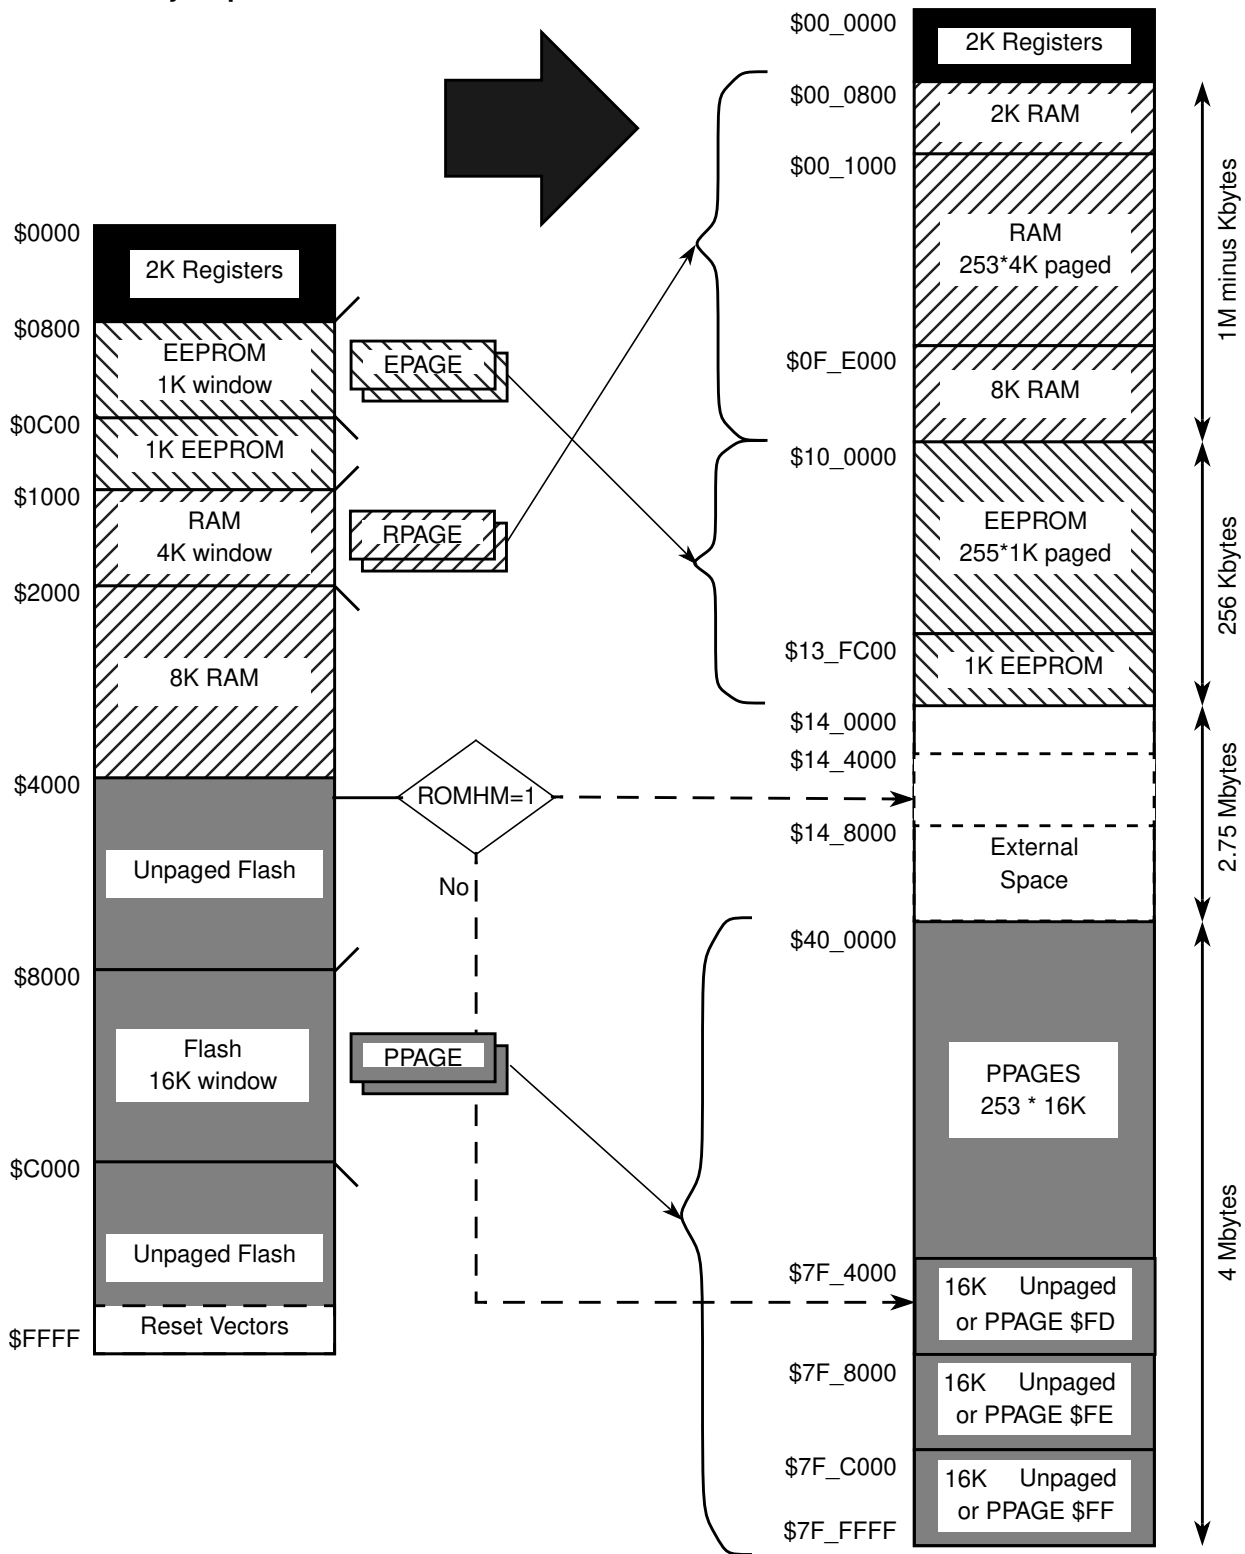 $0000
2K Registers
$0800
EEPROM
1K window
$0C00
1K EEPROM
$1000
RAM
4K window
$2000
8K RAM
$4000
Unpaged Flash
$8000
Flash
16K window
$C000
Unpaged Flash
Reset Vectors
$FFFF
EPAGE
RPAGE
ROMHM=1
No
PPAGE
$00_0000
2K Registers
$00_0800
2K RAM
$00_1000
RAM
253*4K paged
$0F_E000
8K RAM
$10_0000
EEPROM
255*1K paged
$13_FC00
1K EEPROM
$14_0000
$14_4000
$14_8000
External
Space
$40_0000
PPAGES
253 * 16K
$7F_4000
16K Unpaged
or PPAGE $FD
$7F_8000
16K Unpaged
or PPAGE $FE
$7F_C000
16K Unpaged
or PPAGE $FF
$7F_FFFF
1M minus Kbytes
256 Kbytes
2.75 Mbytes
4 Mbytes